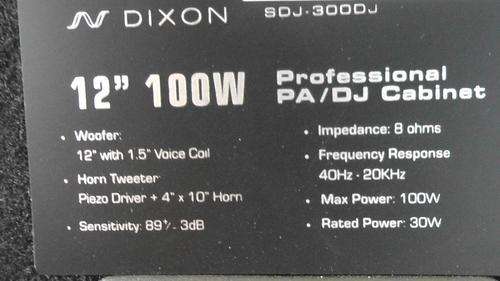 DIXON SDJ-300DJ
12" 100W Professional
PA/DJ Cabinet
• Woofer:
12" with 1.5" Voice Coil
• Horn Tweeter
Piezo Driver + 4" x 10" Horn
• Sensitivity: 89+/- 3dB
• Impedance: 8 ohms
• Frequency Response
40Hz - 20KHz
• Max Power: 100W
• Rated Power: 30W